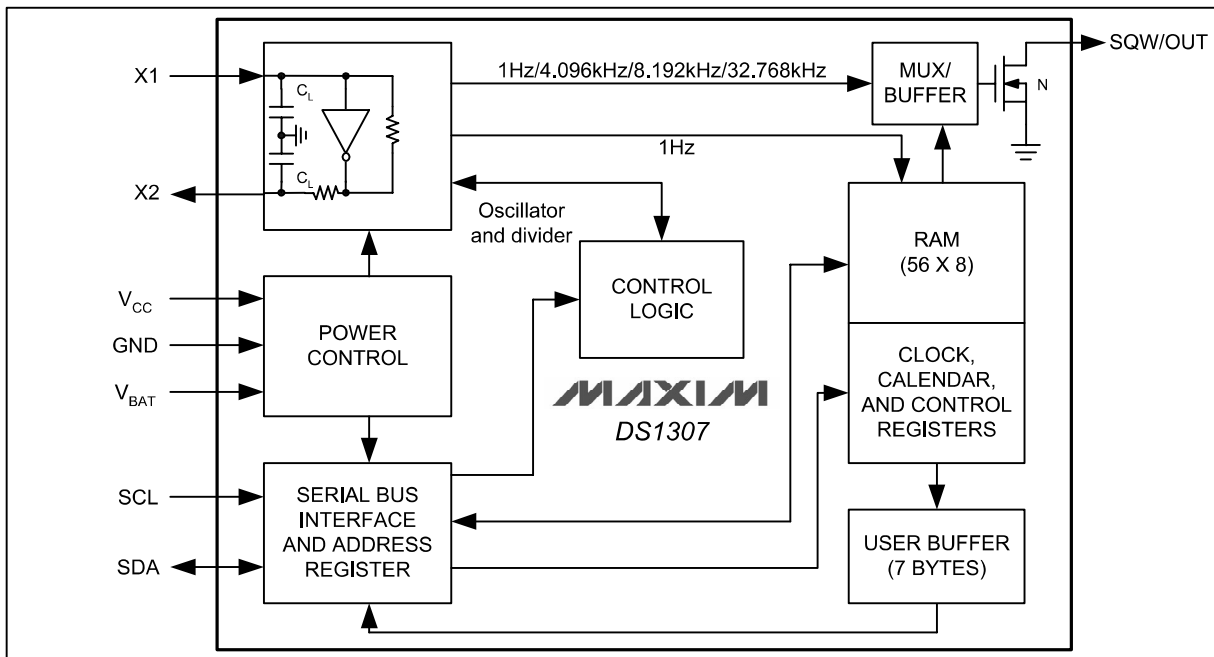 X1
X2
C_L
C_L
1Hz/4.096kHz/8.192kHz/32.768kHz
1Hz
MUX/
BUFFER
N
SQW/OUT
Oscillator
and divider
CONTROL
LOGIC
RAM
(56 X 8)
V_CC
GND
V_BAT
POWER
CONTROL
CLOCK,
CALENDAR,
AND CONTROL
REGISTERS
MAXIM
DS1307
SCL
SDA
SERIAL BUS
INTERFACE
AND ADDRESS
REGISTER
USER BUFFER
(7 BYTES)